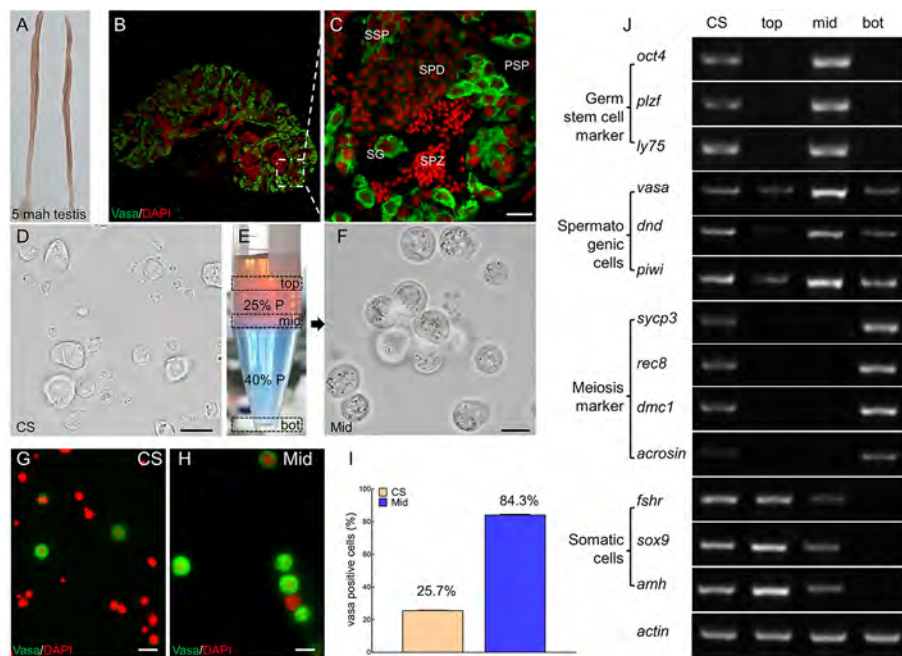 A
5 mah testis
B
Vasa/DAPI
C
SSP
SPD
PSP
SG
SPZ
D
CS
E
top
25% P
mid
40% P
bot
F
Mid
G
CS
Vasa/DAPI
H
Mid
Vasa/DAPI
I
CS
Mid
84.3%
25.7%
vasa positive cells (%)
100
80
60
40
20
0
J
CS top mid bot
oct4
plzf
ly75
Germ
stem cell
marker
vasa
dnd
piwi
Spermato
genic
cells
sycp3
rec8
dmc1
acrosin
Meiosis
marker
fshr
sox9
amh
Somatic
cells
actin